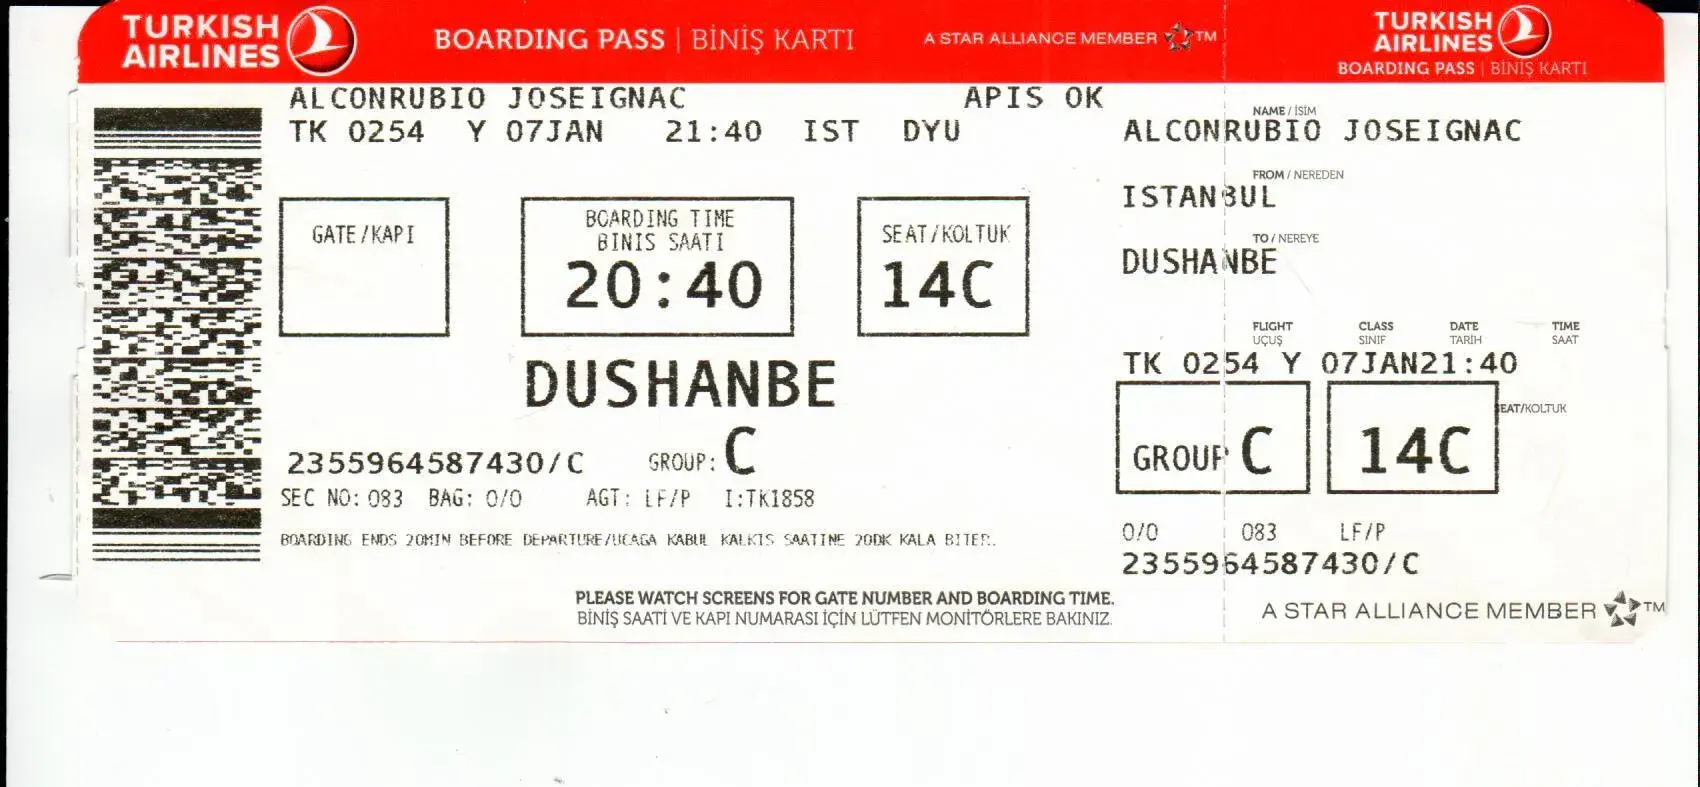 TURKISH AIRLINES
BOARDING PASS | BİNİŞ KARTI
A STAR ALLIANCE MEMBER ™
ALCONRUBIO JOSEIGNAC APIS OK
TK 0254 Y 07JAN 21:40 IST DYU
GATE/KAPI
BOARDING TIME
BINIS SAATI
20:40
SEAT/KOLTUK
14C
DUSHANBE
2355964587430/C GROUP: C
SEC NO: 083 BAG: 0/0 AGT: LF/P I:TK1858
BOARDING ENDS 20MIN BEFORE DEPARTURE/UCAGA KABUL KALKIS SAATINE 20DK KALA BITER.
PLEASE WATCH SCREENS FOR GATE NUMBER AND BOARDING TIME.
BİNİŞ SAATİ VE KAPI NUMARASI İÇİN LÜTFEN MONİTÖRLERE BAKINIZ.
TURKISH AIRLINES
BOARDING PASS | BİNİŞ KARTI
NAME / İSİM
ALCONRUBIO JOSEIGNAC
FROM / NEREDEN
ISTANBUL
TO / NEREYE
DUSHANBE
FLIGHT CLASS DATE TIME
UÇUŞ SINIF TARİH SAAT
TK 0254 Y 07JAN21:40
EAT/KOLTUK
GROUP C 14C
0/0 083 LF/P
2355964587430/C
A STAR ALLIANCE MEMBER ™